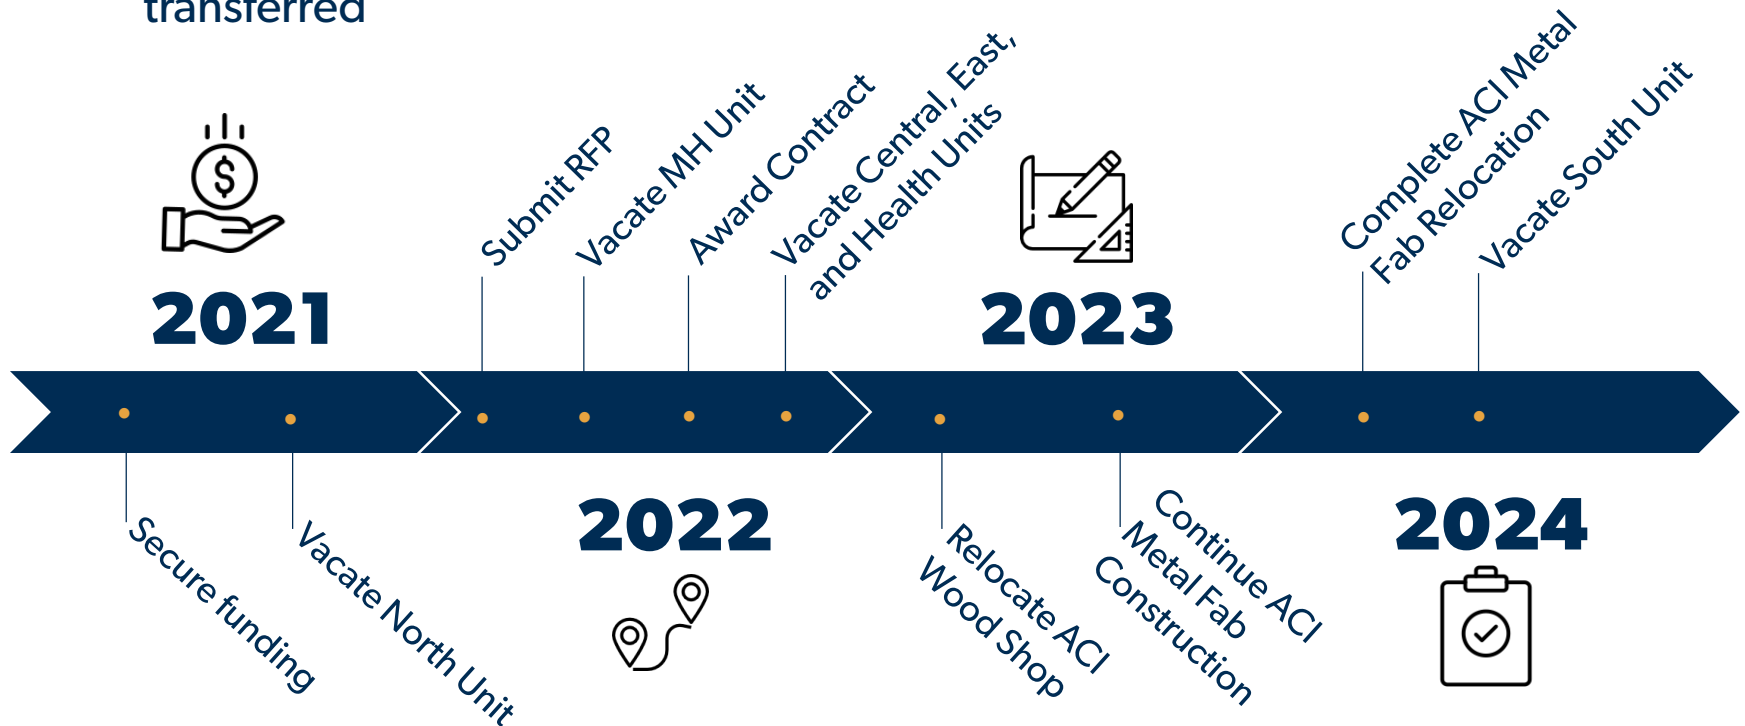 transferred
2021
Secure funding
Vacate North Unit
2022
Submit RFP
Vacate MH Unit
Award Contract
Vacate Central, East,
and Health Units
2023
Relocate ACI
Wood Shop
Continue ACI
Metal Fab
Construction
2024
Complete ACI Metal
Fab Relocation
Vacate South Unit